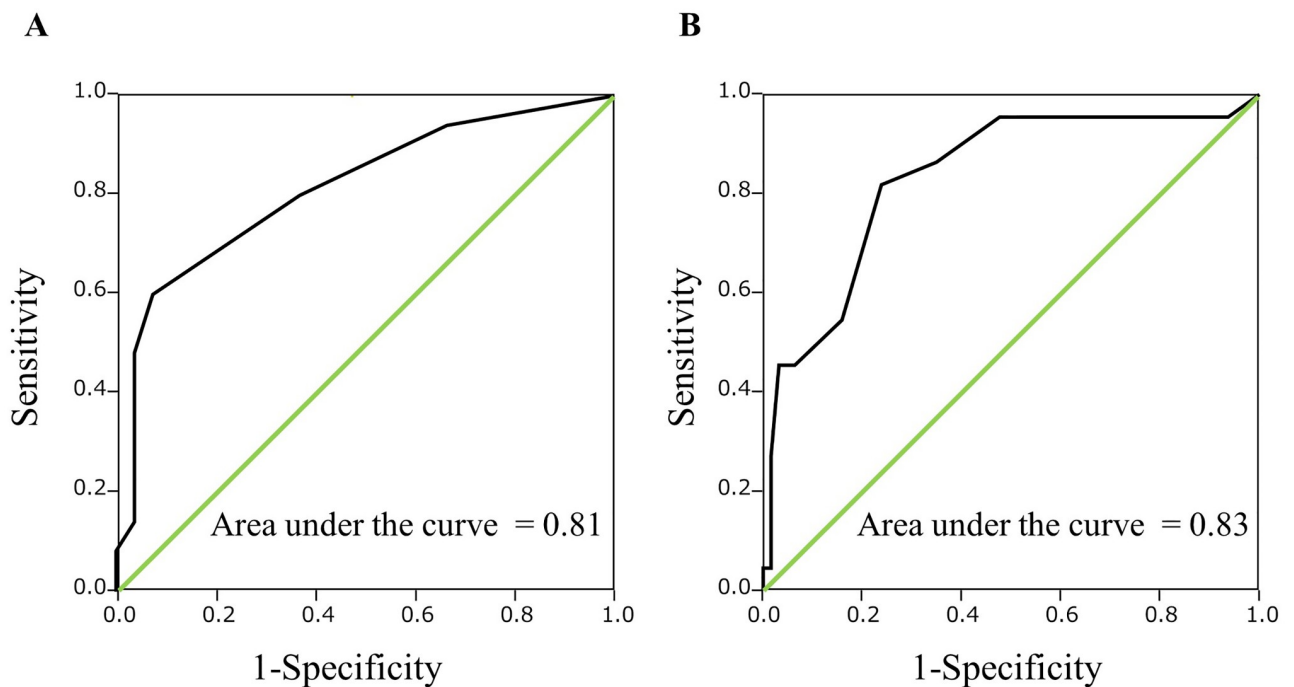 A
1.0
0.8
0.6
0.4
0.2
0.0
Sensitivity
Area under the curve = 0.81
0.0 0.2 0.4 0.6 0.8 1.0
1-Specificity
B
1.0
0.8
0.6
0.4
0.2
0.0
Sensitivity
Area under the curve = 0.83
0.0 0.2 0.4 0.6 0.8 1.0
1-Specificity